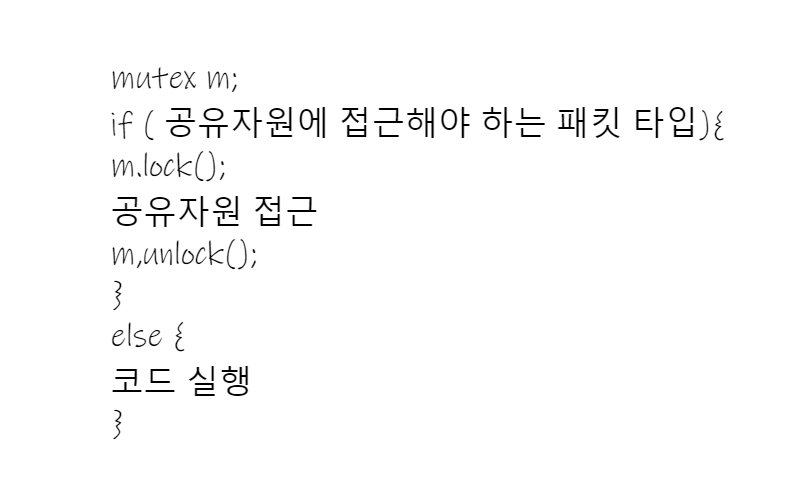 mutex m;
if ( 공유자원에 접근해야 하는 패킷 타입){
m.lock();
공유자원 접근
m,unlock();
}
else {
코드 실행
}